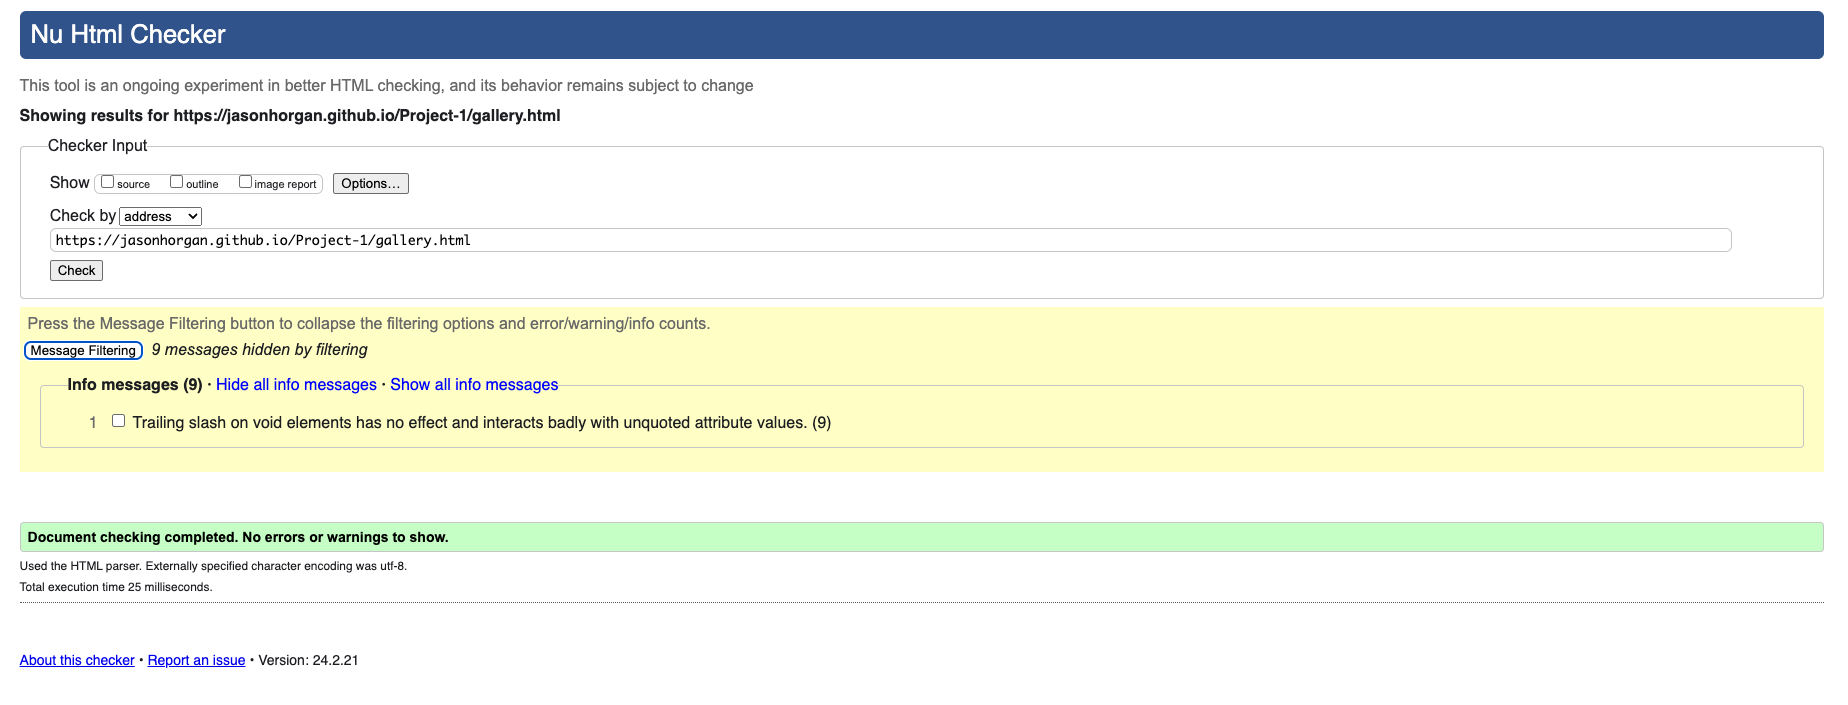 Nu Html Checker
This tool is an ongoing experiment in better HTML checking, and its behavior remains subject to change
Showing results for https://jasonhorgan.github.io/Project-1/gallery.html
Checker Input
Show source outline image report Options...
Check by address
https://jasonhorgan.github.io/Project-1/gallery.html
Check
Press the Message Filtering button to collapse the filtering options and error/warning/info counts.
Message Filtering 9 messages hidden by filtering
Info messages (9) · Hide all info messages · Show all info messages
1 Trailing slash on void elements has no effect and interacts badly with unquoted attribute values. (9)
Document checking completed. No errors or warnings to show.
Used the HTML parser. Externally specified character encoding was utf-8.
Total execution time 25 milliseconds.
About this checker • Report an issue • Version: 24.2.21